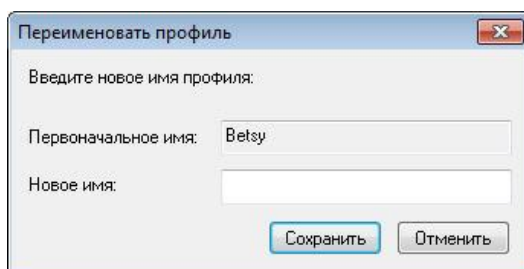 Переименовать профиль
Введите новое имя профиля:
Первоначальное имя: Betsy
Новое имя:
Сохранить Отменить